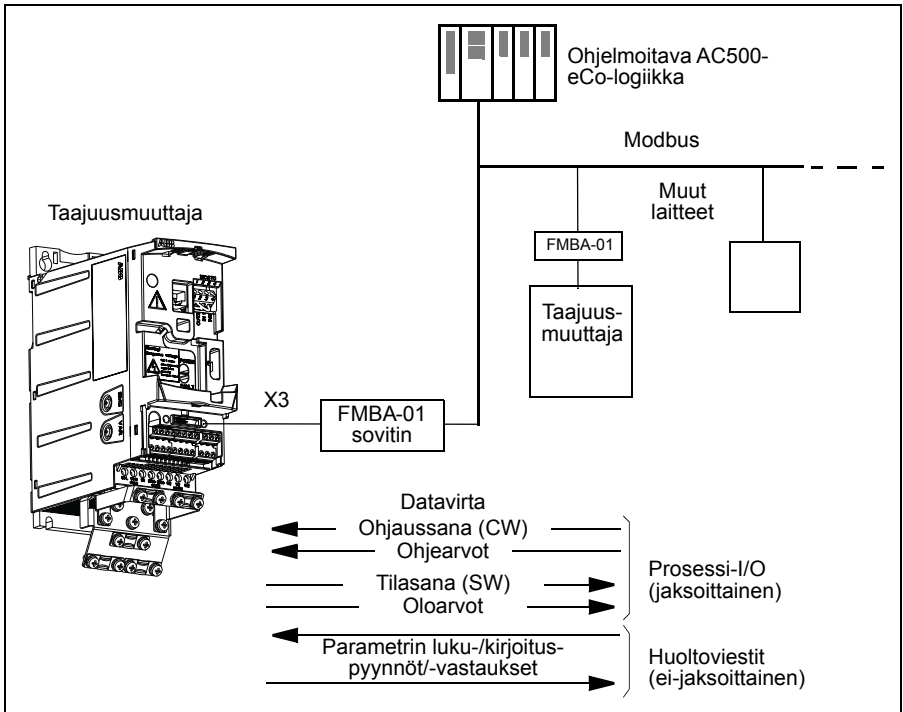 Ohjelmoitava AC500-
eCo-logiikka
Modbus
Muut
laitteet
Taajuusmuuttaja
FMBA-01
Taajuus-
muuttaja
X3
FMBA-01
sovitin
Datavirta
Ohjaussana (CW)
Ohjearvot
Tilasana (SW)
Oloarvot
Prosessi-I/O
(jaksoittainen)
Parametrin luku-/kirjoitus-
pyynnöt/-vastaukset
Huoltoviestit
(ei-jaksoittainen)